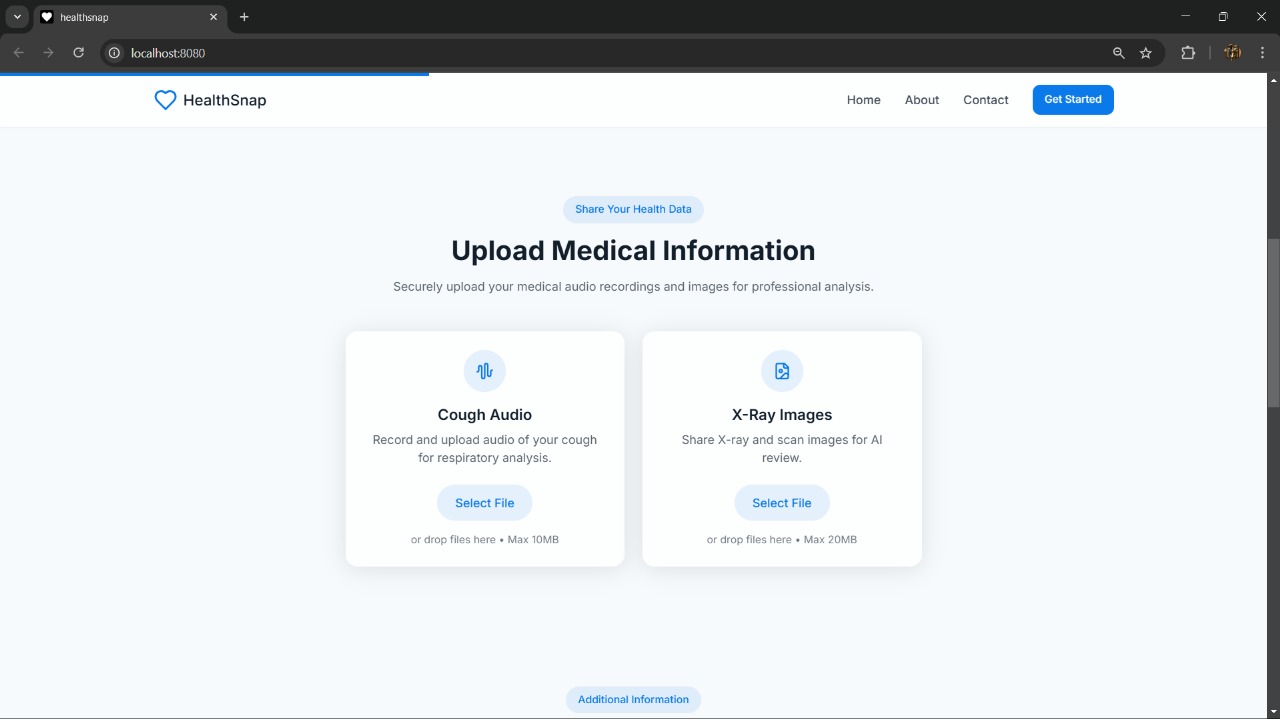 healthsnap
localhost:8080
HealthSnap
Home
About
Contact
Get Started
Share Your Health Data
Upload Medical Information
Securely upload your medical audio recordings and images for professional analysis.
Cough Audio
Record and upload audio of your cough
for respiratory analysis.
Select File
or drop files here • Max 10MB
X-Ray Images
Share X-ray and scan images for AI
review.
Select File
or drop files here • Max 20MB
Additional Information